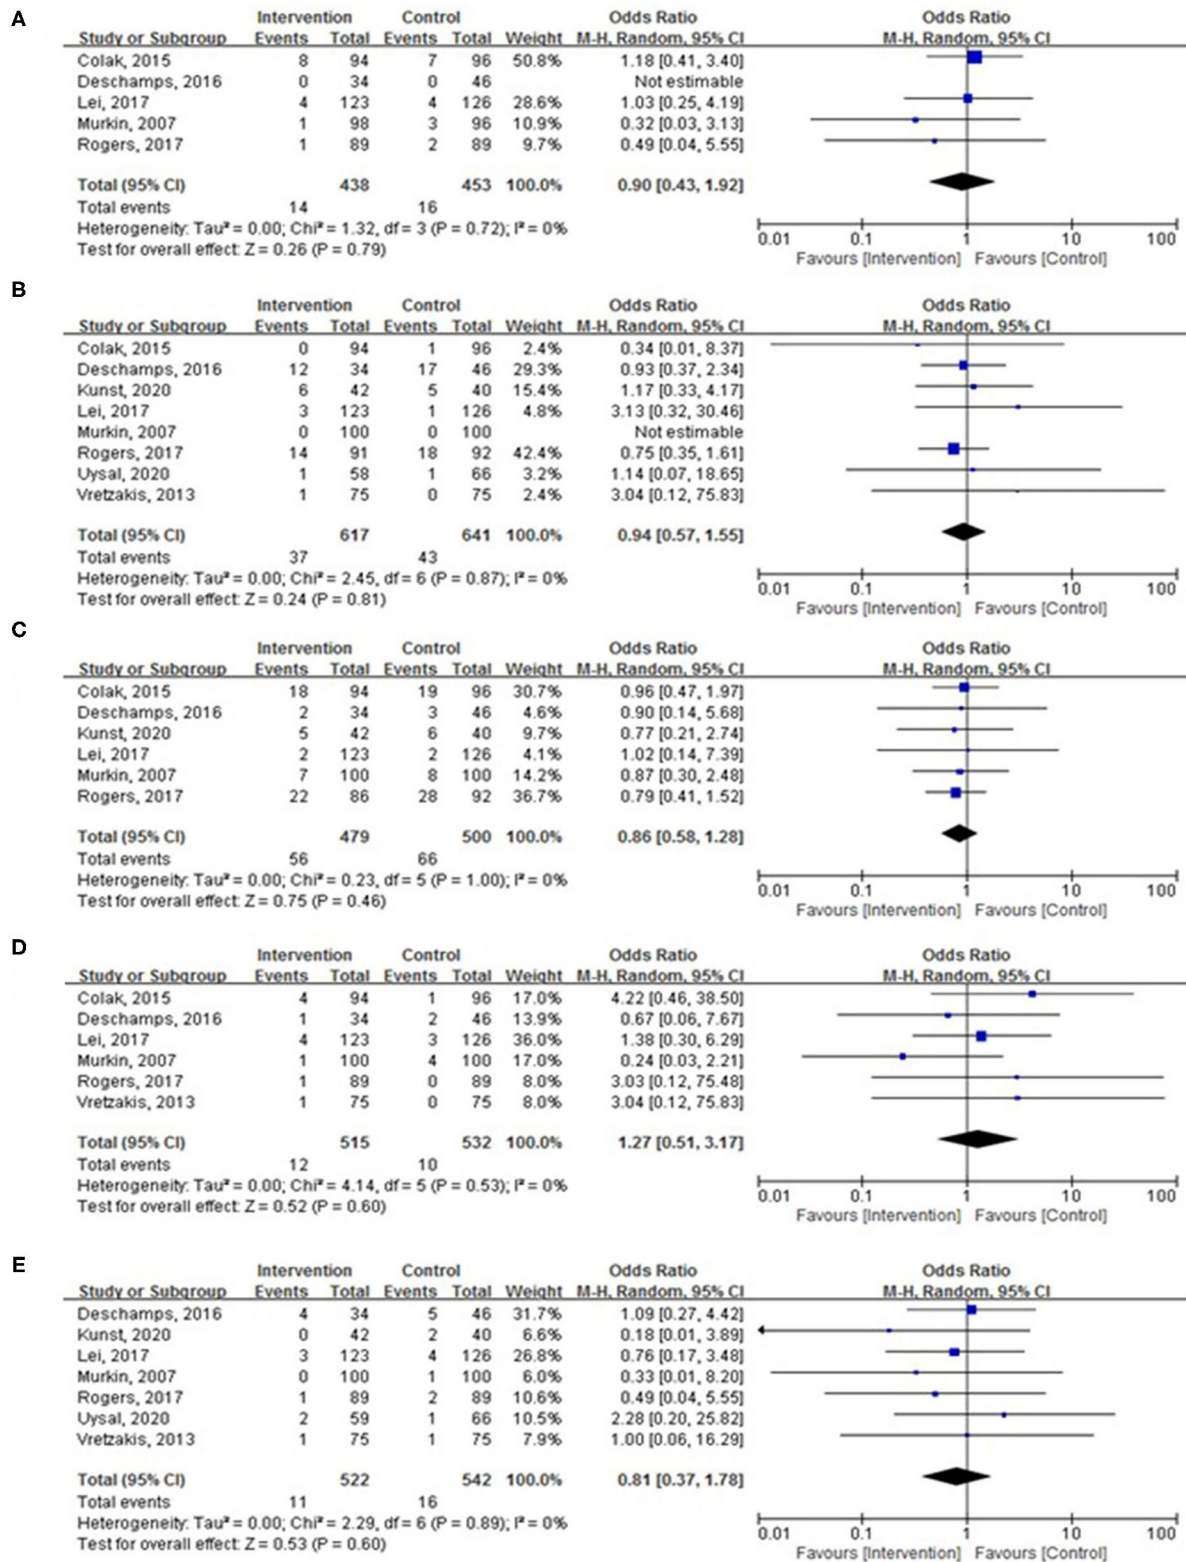 A
Intervention Control Odds Ratio Odds Ratio
Study or Subgroup Events Total Events Total Weight M-H, Random, 95% CI M-H, Random, 95% CI
Colak, 2015 8 94 7 96 50.8% 1.18 [0.41, 3.40]
Deschamps, 2016 0 34 0 46 Not estimable
Lei, 2017 4 123 4 126 28.6% 1.03 [0.25, 4.19]
Murkin, 2007 1 98 3 96 10.9% 0.32 [0.03, 3.13]
Rogers, 2017 1 89 2 89 9.7% 0.49 [0.04, 5.55]
Total (95% CI) 438 453 100.0% 0.90 [0.43, 1.92]
Total events 14 16
Heterogeneity: Tau² = 0.00; Chi² = 1.32, df = 3 (P = 0.72); I² = 0%
Test for overall effect: Z = 0.26 (P = 0.79)
0.01 0.1 1 10 100
Favours [Intervention] Favours [Control]
B
Intervention Control Odds Ratio Odds Ratio
Study or Subgroup Events Total Events Total Weight M-H, Random, 95% CI M-H, Random, 95% CI
Colak, 2015 0 94 1 96 2.4% 0.34 [0.01, 8.37]
Deschamps, 2016 12 34 17 46 29.3% 0.93 [0.37, 2.34]
Kunst, 2020 6 42 5 40 15.4% 1.17 [0.33, 4.17]
Lei, 2017 3 123 1 126 4.8% 3.13 [0.32, 30.46]
Murkin, 2007 0 100 0 100 Not estimable
Rogers, 2017 14 91 18 92 42.4% 0.75 [0.35, 1.61]
Uysal, 2020 1 58 1 66 3.2% 1.14 [0.07, 18.65]
Vretzakis, 2013 1 75 0 75 2.4% 3.04 [0.12, 75.83]
Total (95% CI) 617 641 100.0% 0.94 [0.57, 1.55]
Total events 37 43
Heterogeneity: Tau² = 0.00; Chi² = 2.45, df = 6 (P = 0.87); I² = 0%
Test for overall effect: Z = 0.24 (P = 0.81)
0.01 0.1 1 10 100
Favours [Intervention] Favours [Control]
C
Intervention Control Odds Ratio Odds Ratio
Study or Subgroup Events Total Events Total Weight M-H, Random, 95% CI M-H, Random, 95% CI
Colak, 2015 18 94 19 96 30.7% 0.96 [0.47, 1.97]
Deschamps, 2016 2 34 3 46 4.6% 0.90 [0.14, 5.68]
Kunst, 2020 5 42 6 40 9.7% 0.77 [0.21, 2.74]
Lei, 2017 2 123 2 126 4.1% 1.02 [0.14, 7.39]
Murkin, 2007 7 100 8 100 14.2% 0.87 [0.30, 2.48]
Rogers, 2017 22 86 28 92 36.7% 0.79 [0.41, 1.52]
Total (95% CI) 479 500 100.0% 0.86 [0.58, 1.28]
Total events 56 66
Heterogeneity: Tau² = 0.00; Chi² = 0.23, df = 5 (P = 1.00); I² = 0%
Test for overall effect: Z = 0.75 (P = 0.46)
0.01 0.1 1 10 100
Favours [Intervention] Favours [Control]
D
Intervention Control Odds Ratio Odds Ratio
Study or Subgroup Events Total Events Total Weight M-H, Random, 95% CI M-H, Random, 95% CI
Colak, 2015 4 94 1 96 17.0% 4.22 [0.46, 38.50]
Deschamps, 2016 1 34 2 46 13.9% 0.67 [0.06, 7.67]
Lei, 2017 4 123 3 126 36.0% 1.38 [0.30, 6.29]
Murkin, 2007 1 100 4 100 17.0% 0.24 [0.03, 2.21]
Rogers, 2017 1 89 0 89 8.0% 3.03 [0.12, 75.48]
Vretzakis, 2013 1 75 0 75 8.0% 3.04 [0.12, 75.83]
Total (95% CI) 515 532 100.0% 1.27 [0.51, 3.17]
Total events 12 10
Heterogeneity: Tau² = 0.00; Chi² = 4.14, df = 5 (P = 0.53); I² = 0%
Test for overall effect: Z = 0.52 (P = 0.60)
0.01 0.1 1 10 100
Favours [Intervention] Favours [Control]
E
Intervention Control Odds Ratio Odds Ratio
Study or Subgroup Events Total Events Total Weight M-H, Random, 95% CI M-H, Random, 95% CI
Deschamps, 2016 4 34 5 46 31.7% 1.09 [0.27, 4.42]
Kunst, 2020 0 42 2 40 6.6% 0.18 [0.01, 3.89]
Lei, 2017 3 123 4 126 26.8% 0.76 [0.17, 3.48]
Murkin, 2007 0 100 1 100 6.0% 0.33 [0.01, 8.20]
Rogers, 2017 1 89 2 89 10.6% 0.49 [0.04, 5.55]
Uysal, 2020 2 59 1 66 10.5% 2.28 [0.20, 25.82]
Vretzakis, 2013 1 75 1 75 7.9% 1.00 [0.06, 16.29]
Total (95% CI) 522 542 100.0% 0.81 [0.37, 1.78]
Total events 11 16
Heterogeneity: Tau² = 0.00; Chi² = 2.29, df = 6 (P = 0.89); I² = 0%
Test for overall effect: Z = 0.53 (P = 0.60)
0.01 0.1 1 10 100
Favours [Intervention] Favours [Control]